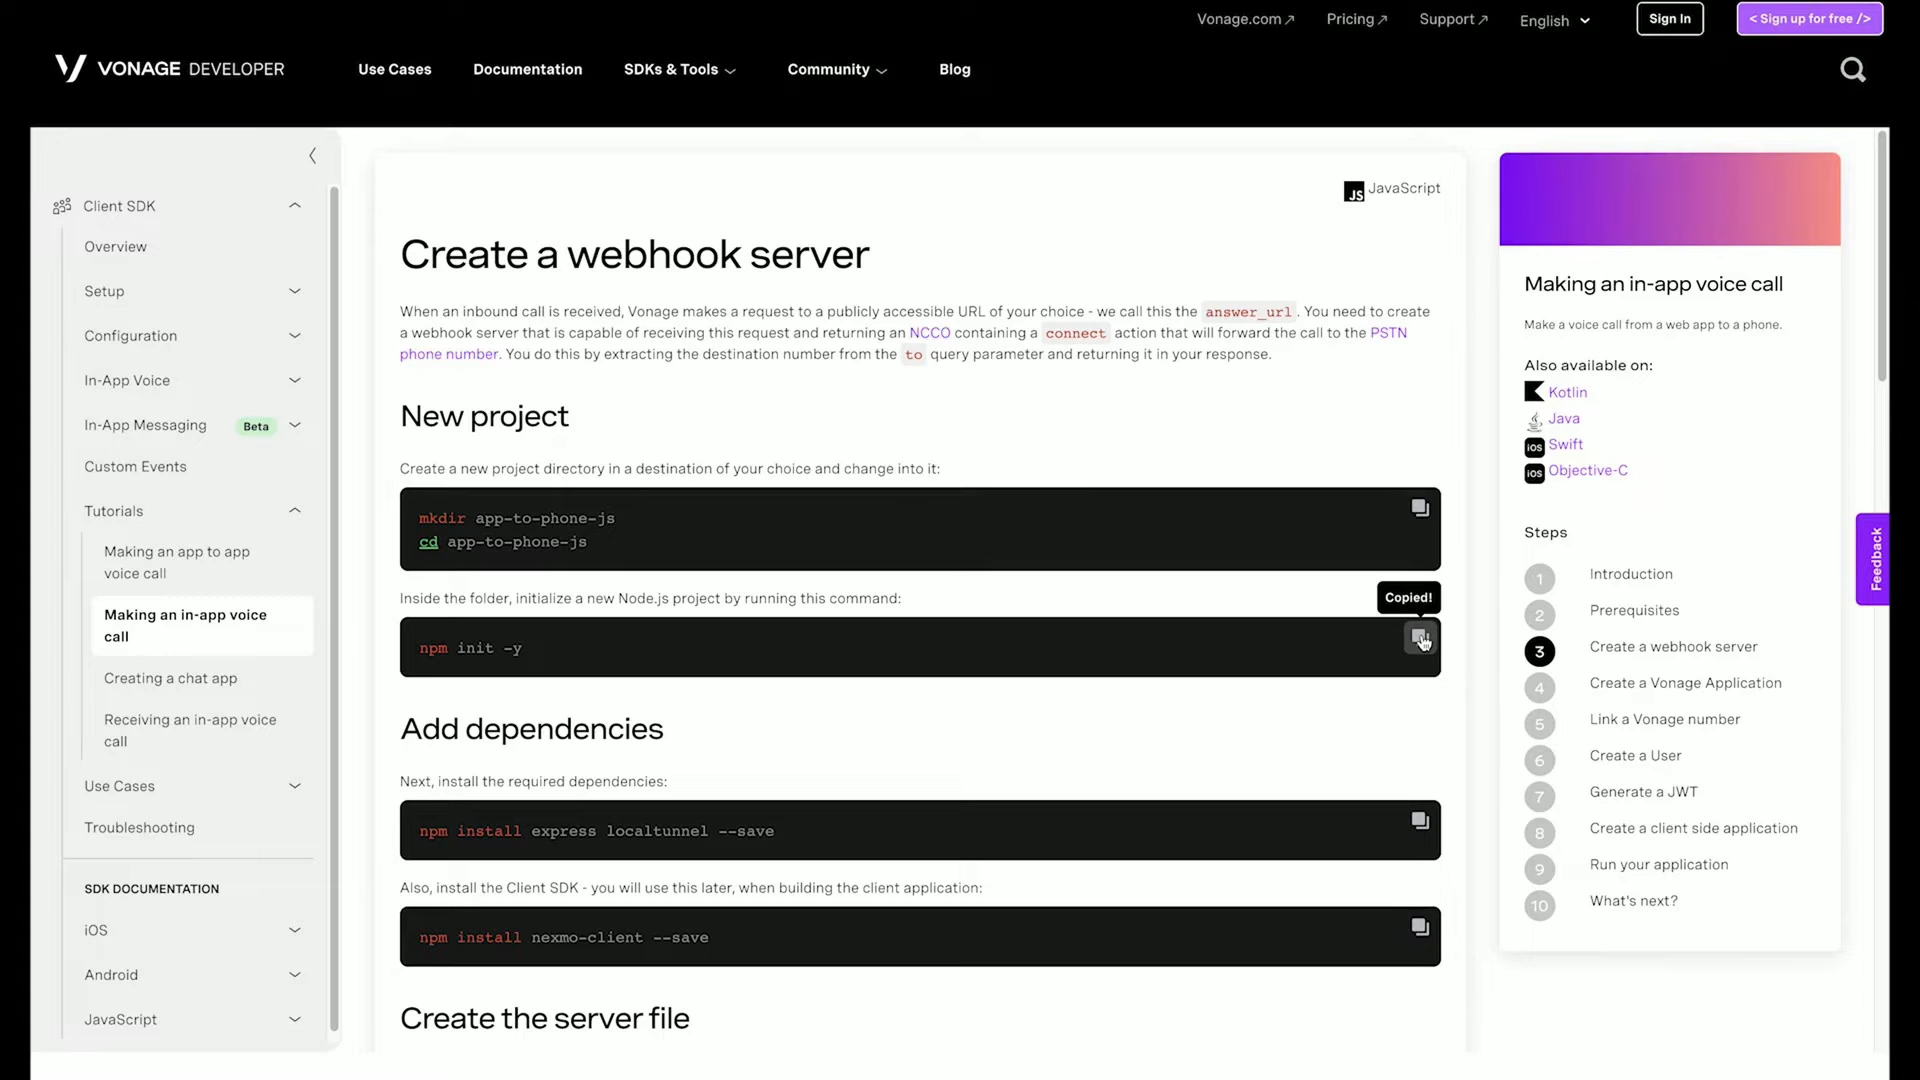 Vonage.com↗ Pricing↗ Support↗ English Sign In < Sign up for free />
VONAGE DEVELOPER Use Cases Documentation SDKs & Tools Community Blog
Client SDK
Overview
Setup
Configuration
In-App Voice
In-App Messaging Beta
Custom Events
Tutorials
Making an app to app
voice call
Making an in-app voice
call
Creating a chat app
Receiving an in-app voice
call
Use Cases
Troubleshooting
SDK DOCUMENTATION
iOS
Android
JavaScript
JS JavaScript
Create a webhook server
When an inbound call is received, Vonage makes a request to a publicly accessible URL of your choice - we call this the answer_url. You need to create
a webhook server that is capable of receiving this request and returning an NCCO containing a connect action that will forward the call to the PSTN
phone number. You do this by extracting the destination number from the to query parameter and returning it in your response.
New project
Create a new project directory in a destination of your choice and change into it:
mkdir app-to-phone-js
cd app-to-phone-js
Inside the folder, initialize a new Node.js project by running this command:
Copied!
npm init -y
Add dependencies
Next, install the required dependencies:
npm install express localtunnel --save
Also, install the Client SDK - you will use this later, when building the client application:
npm install nexmo-client --save
Create the server file
Making an in-app voice call
Make a voice call from a web app to a phone.
Also available on:
Kotlin
Java
iOS Swift
iOS Objective-C
Steps
1 Introduction
2 Prerequisites
3 Create a webhook server
4 Create a Vonage Application
5 Link a Vonage number
6 Create a User
7 Generate a JWT
8 Create a client side application
9 Run your application
10 What's next?
Feedback